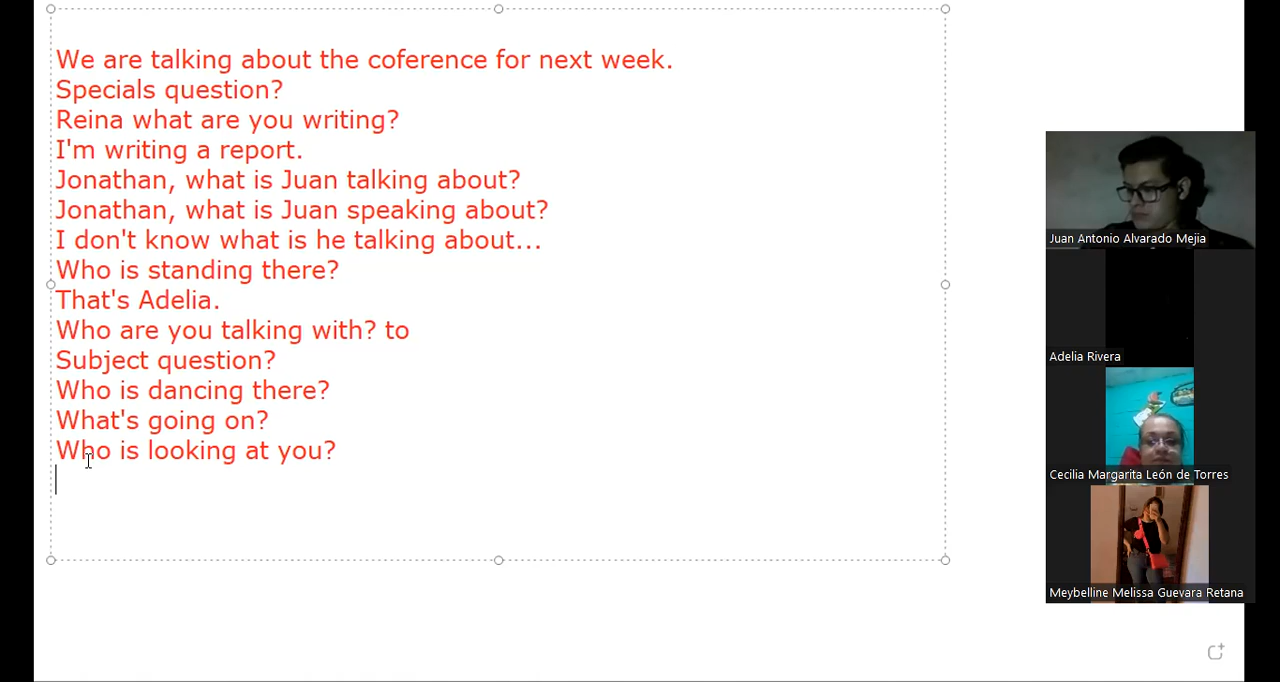 We are talking about the coference for next week.
Specials question?
Reina what are you writing?
I'm writing a report.
Jonathan, what is Juan talking about?
Jonathan, what is Juan speaking about?
I don't know what is he talking about...
Who is standing there?
That's Adelia.
Who are you talking with? to
Subject question?
Who is dancing there?
What's going on?
Who is looking at you?
Juan Antonio Alvarado Mejia
Adelia Rivera
Cecilia Margarita León de Torres
Meybelline Melissa Guevara Retana